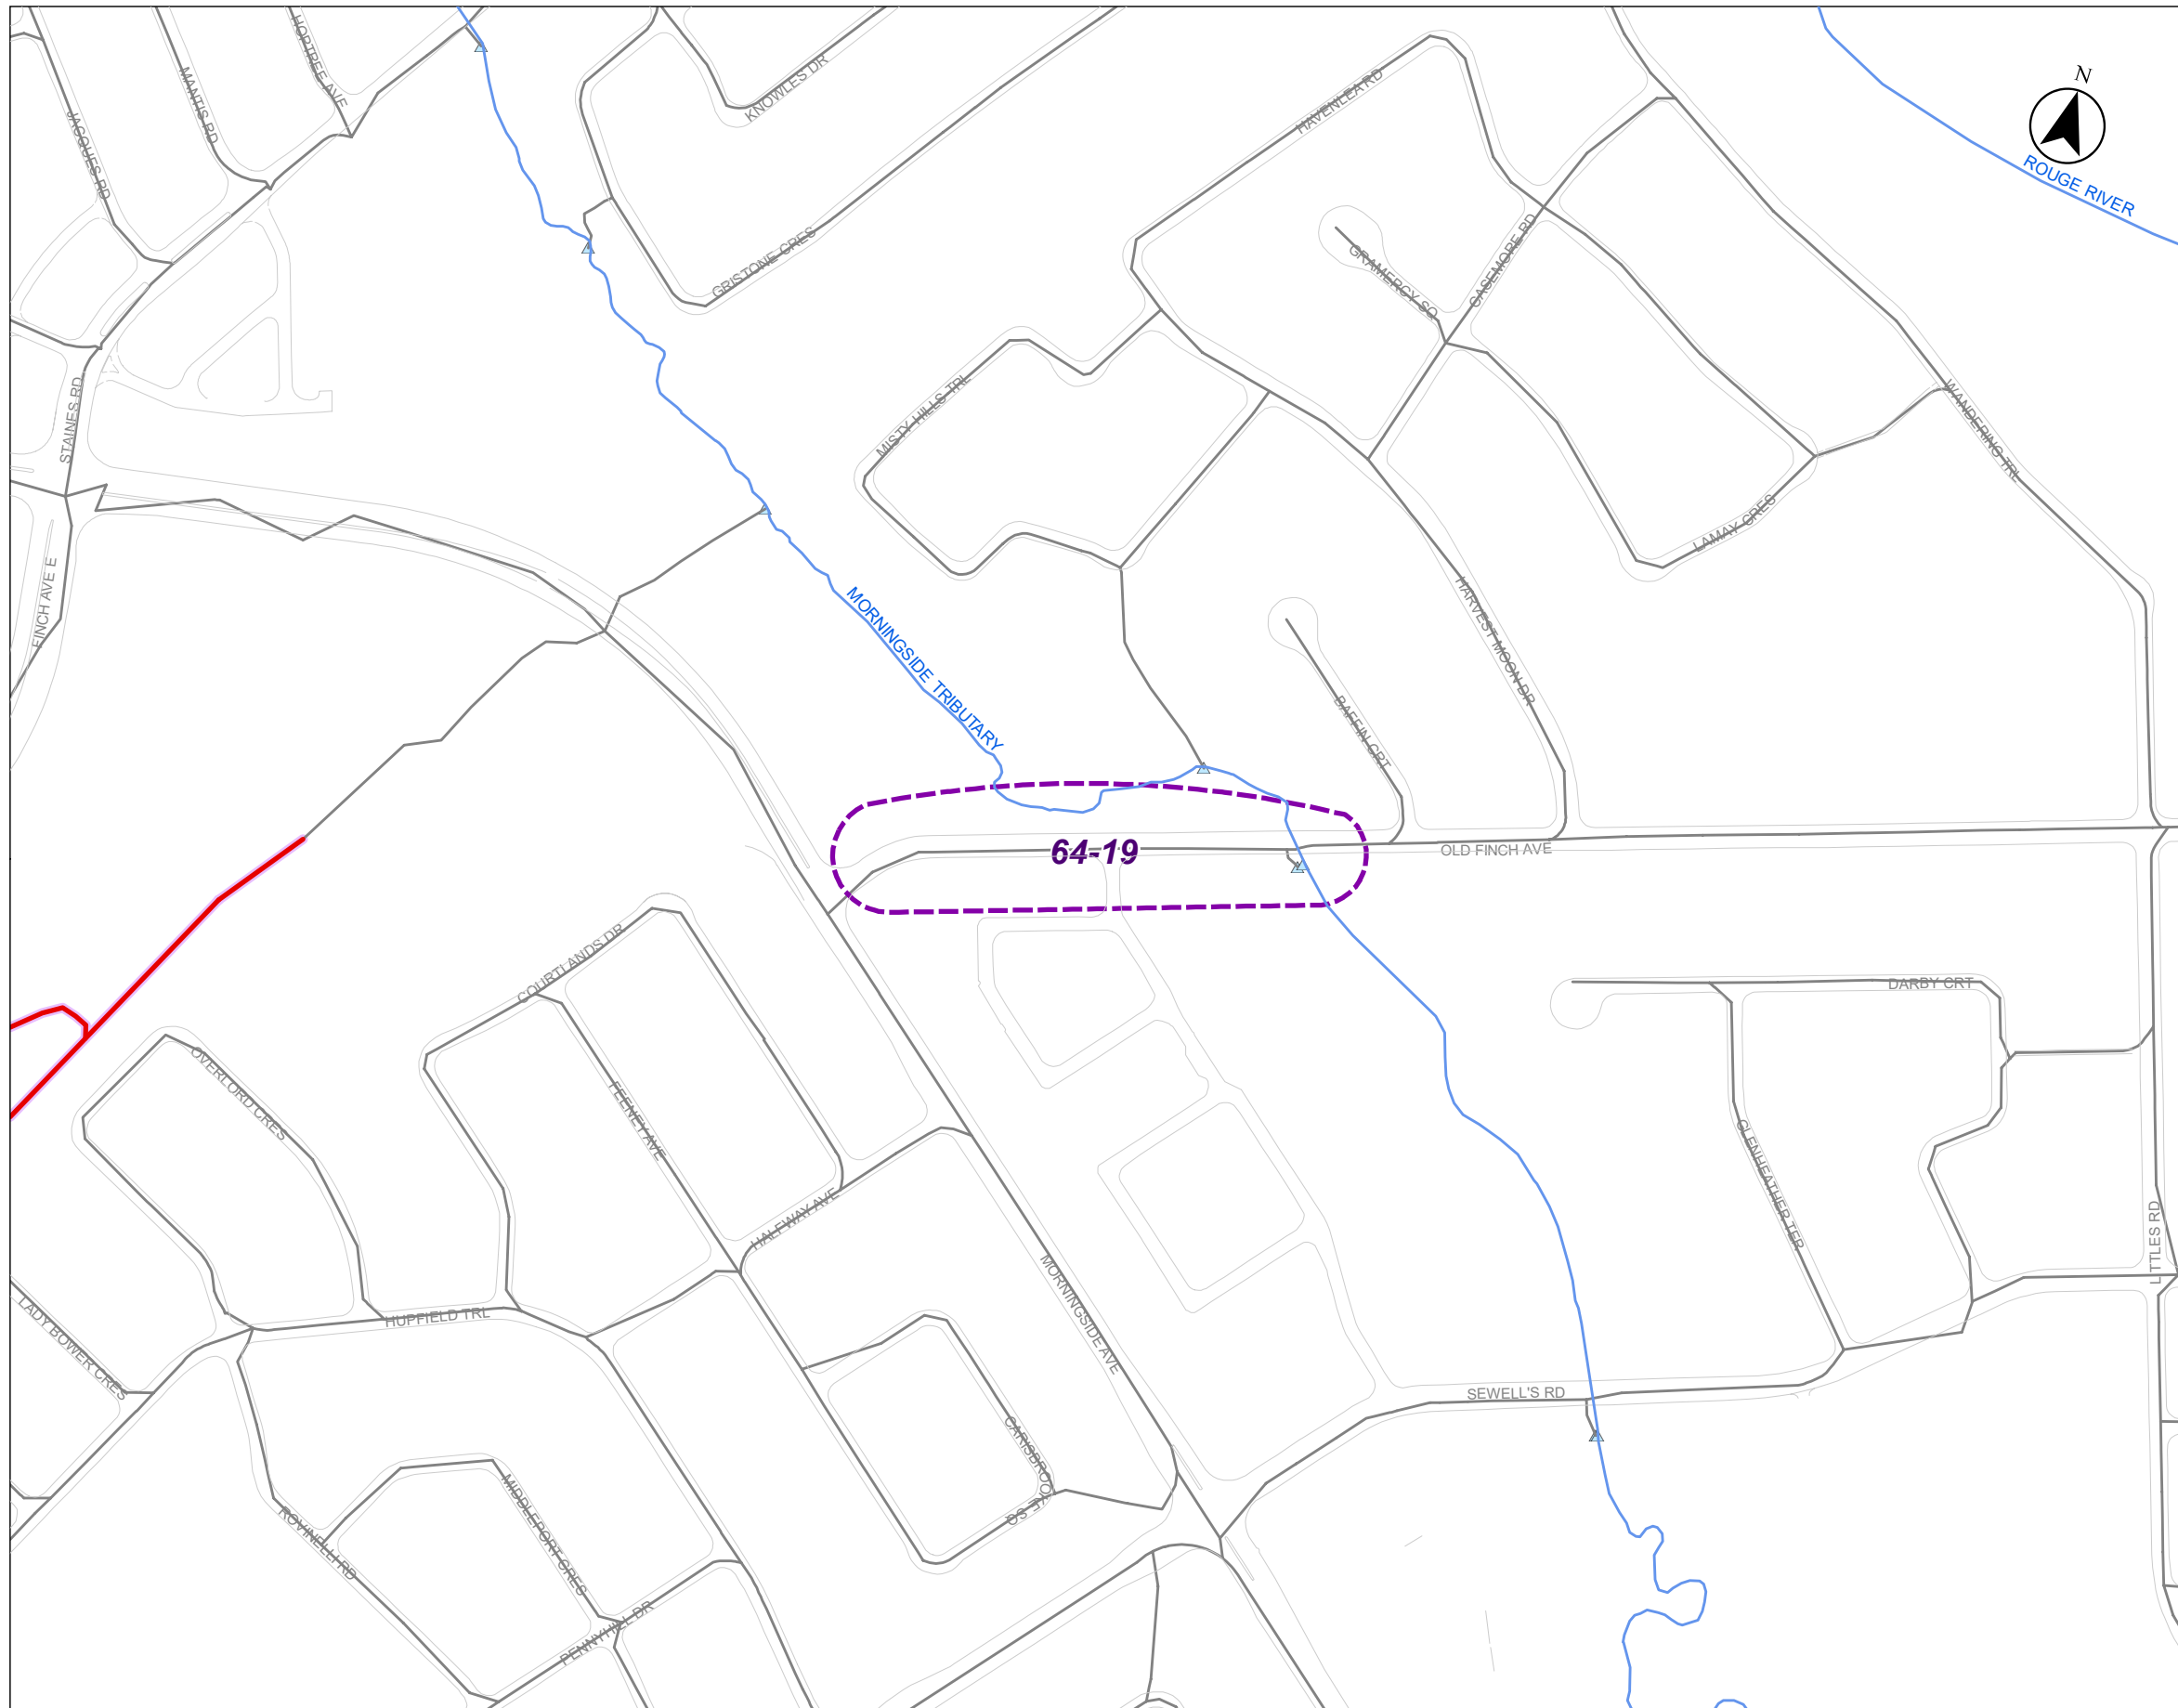 HORTREE AVE
MANTIS RD
JACQUES RD
KNOWLES DR
HAVENLEA RD
N
ROUGE RIVER
GRISTONE CRES
GRAMERCY SQ
CASEMORE RD
STAINES RD
MISTY HILLS TRL
WANDERING TRL
LAMAY CRES
FINCH AVE E
MORNINGSIDE TRIBUTARY
HARVEST MOON DR
BAFFIN CRT
64-19
OLD FINCH AVE
COURTLANDS DR
DARBY CRT
OVERLORD CRES
FEENEY AVE
GLENHEATHER TER
HALFWAY AVE
LITTLES RD
MORNINGSIDE AVE
LADY BOWER CRES
HUPFIELD TRL
SEWELL'S RD
CARISBROOKE SQ
MIDDLEPORT CRES
ROVINELLI RD
PENNYHILL DR